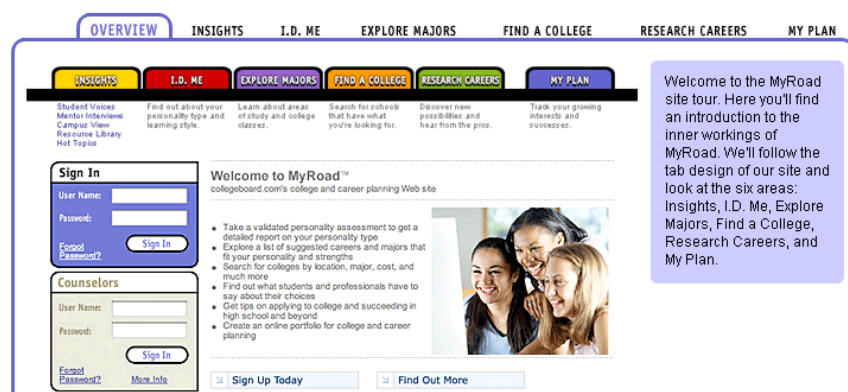 OVERVIEW INSIGHTS I.D. ME EXPLORE MAJORS FIND A COLLEGE RESEARCH CAREERS MY PLAN
INSIGHTS I.D. ME EXPLORE MAJORS FIND A COLLEGE RESEARCH CAREERS MY PLAN
Student Voices
Mentor Interviews
Campus View
Resource Library
Hot Topics
Find out about your
personality type and
learning style.
Learn about areas
of study and college
classes.
Search for schools
that have what
you're looking for.
Discover new
possibilities and
hear from the pros.
Track your growing
interests and
successes.
Sign In
User Name:
Password:
Forgot
Password?
Sign In
Counselors
User Name:
Password:
Sign In
Forgot
Password?
More Info
Welcome to MyRoad™
collegeboard.com's college and career planning Web site
Take a validated personality assessment to get a
detailed report on your personality type
Explore a list of suggested careers and majors that
fit your personality and strengths
Search for colleges by location, major, cost, and
much more
Find out what students and professionals have to
say about their choices
Get tips on applying to college and succeeding in
high school and beyond
Create an online portfolio for college and career
planning
Sign Up Today
Find Out More
Welcome to the MyRoad
site tour. Here you'll find
an introduction to the
inner workings of
MyRoad. We'll follow the
tab design of our site and
look at the six areas:
Insights, I.D. Me, Explore
Majors, Find a College,
Research Careers, and
My Plan.